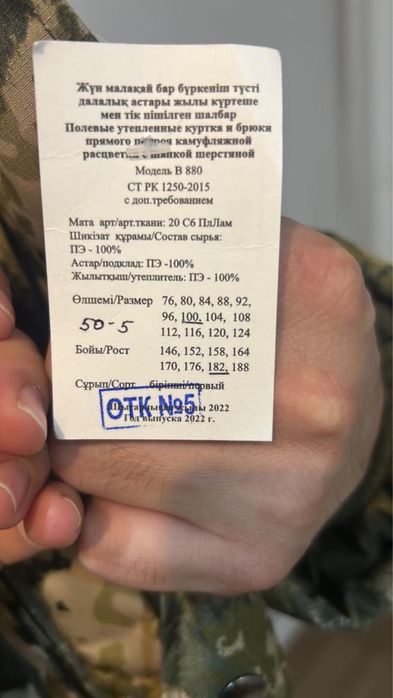 Жүн малақай бар бүркеніш түсті
далалық астары жылы күртеше
мен тік пішілген шалбар
Полевые утепленные куртка и брюки
прямого покроя камуфляжной
расцветки с шапкой шерстяной
Модель В 880
СТ РК 1250-2015
с доп.требованием
Мата арт/арт.ткани: 20 С6 ПлЛам
Шикізат құрамы/Состав сырья:
ПЭ - 100%
Астар/подклад: ПЭ -100%
Жылытқыш/утеплитель: ПЭ - 100%
Өлшемі/Размер 76, 80, 84, 88, 92,
96, 100, 104, 108
50-5
112, 116, 120, 124
Бойы/Рост 146, 152, 158, 164
170, 176, 182, 188
Сұрып/Сорт бірінші/первый
ОТК №5
2022
Год выпуска 2022 г.